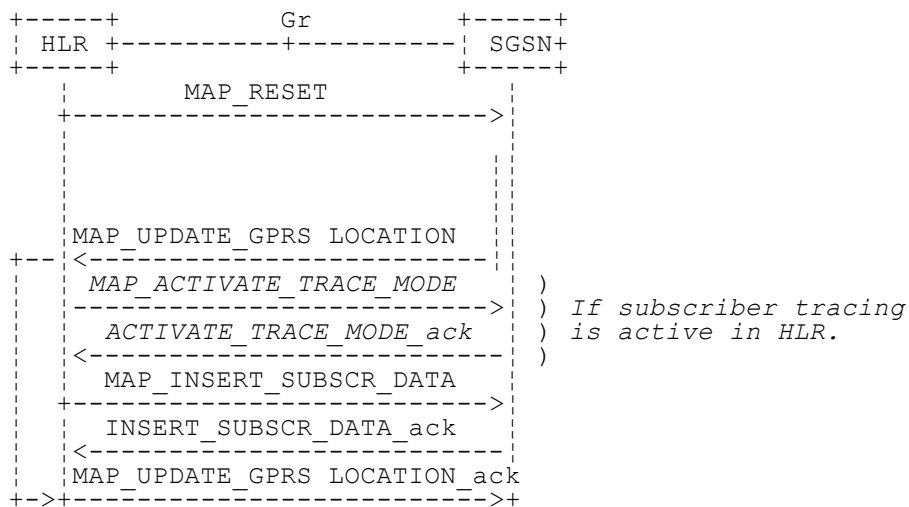 Gr
HLR SGSN
MAP_RESET
MAP_UPDATE_GPRS LOCATION
MAP_ACTIVATE_TRACE_MODE )
) If subscriber tracing
ACTIVATE_TRACE_MODE_ack ) is active in HLR.
)
MAP_INSERT_SUBSCR_DATA
INSERT_SUBSCR_DATA_ack
MAP_UPDATE_GPRS LOCATION_ack